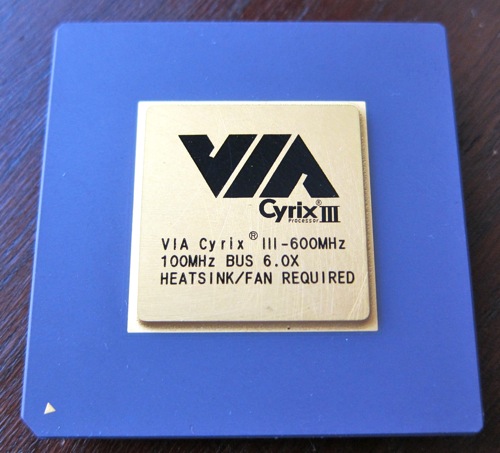 VIA
Cyrix® III
Processor
VIA Cyrix® III-600MHz
100MHz BUS 6.0X
HEATSINK/FAN REQUIRED